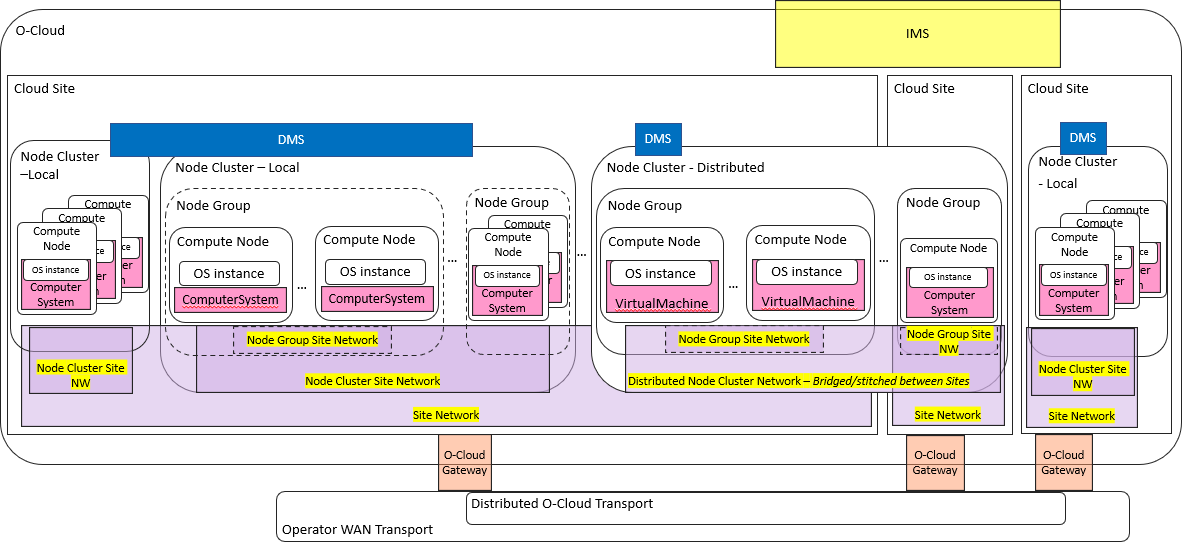 O-Cloud
IMS
Cloud Site
Cloud Site
Cloud Site
DMS
DMS
DMS
Node Cluster
–Local
Node Cluster – Local
Node Cluster - Distributed
Node Cluster
- Local
Node Group
Node Group
Node Group
Node Group
Compute
Compute
Compute
Node
OS instance
Computer
System
Compute Node
OS instance
ComputerSystem
...
Compute Node
OS instance
ComputerSystem
...
Compute
Compute
Node
OS instance
Computer
System
...
Compute Node
OS instance
VirtualMachine
...
Compute Node
OS instance
VirtualMachine
...
Compute Node
OS instance
Computer
System
Compute
Compute
Compute
Node
OS instance
Computer
System
Node Group Site Network
Node Group Site Network
Node Group Site
NW
Node Cluster Site
NW
Node Cluster Site Network
Distributed Node Cluster Network – Bridged/stitched between Sites
Node Cluster Site
NW
Site Network
Site Network
Site Network
O-Cloud
Gateway
O-Cloud
Gateway
O-Cloud
Gateway
Distributed O-Cloud Transport
Operator WAN Transport